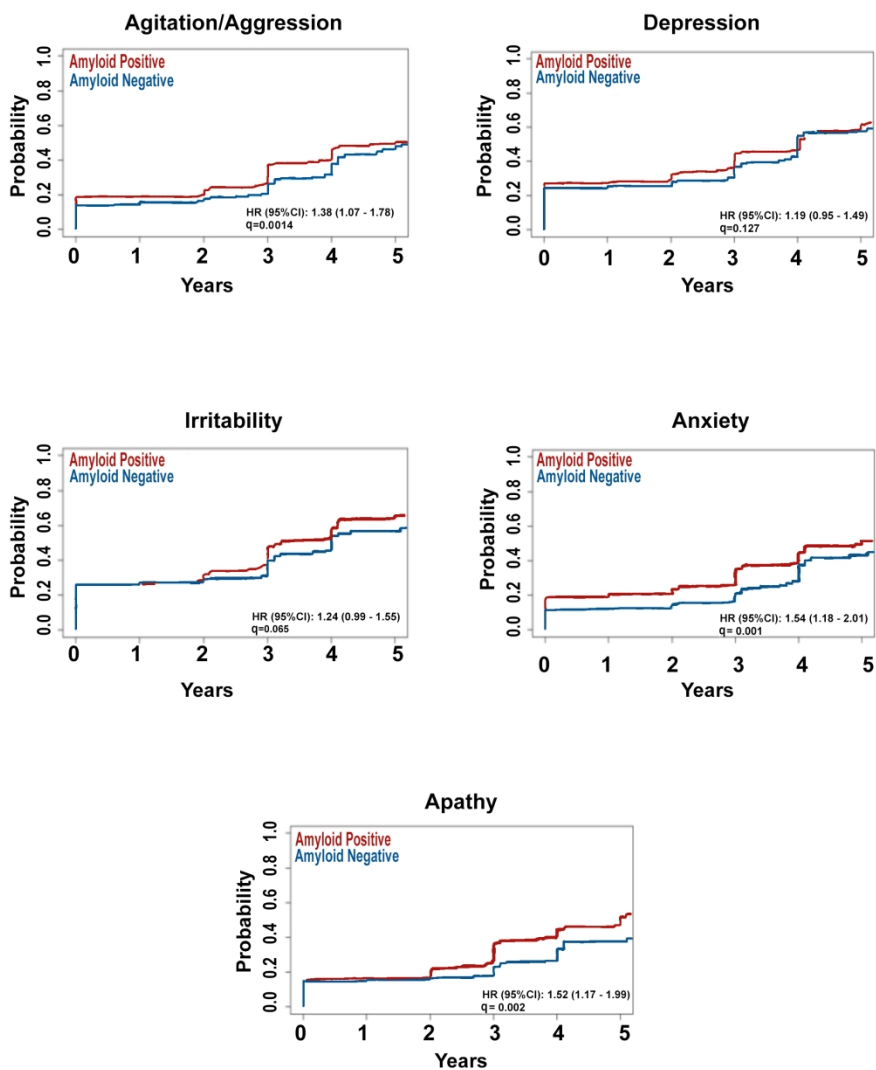 Agitation/Aggression
Probability
1.0
0.8
0.6
0.4
0.2
0.0
Amyloid Positive
Amyloid Negative
HR (95%CI): 1.38 (1.07 - 1.78)
q=0.0014
0 1 2 3 4 5
Years
Depression
Probability
1.0
0.8
0.6
0.4
0.2
0.0
Amyloid Positive
Amyloid Negative
HR (95%CI): 1.19 (0.95 - 1.49)
q=0.127
0 1 2 3 4 5
Years
Irritability
Probability
1.0
0.8
0.6
0.4
0.2
0.0
Amyloid Positive
Amyloid Negative
HR (95%CI): 1.24 (0.99 - 1.55)
q=0.065
0 1 2 3 4 5
Years
Anxiety
Probability
1.0
0.8
0.6
0.4
0.2
0.0
Amyloid Positive
Amyloid Negative
HR (95%CI): 1.54 (1.18 - 2.01)
q= 0.001
0 1 2 3 4 5
Years
Apathy
Probability
1.0
0.8
0.6
0.4
0.2
0.0
Amyloid Positive
Amyloid Negative
HR (95%CI): 1.52 (1.17 - 1.99)
q= 0.002
0 1 2 3 4 5
Years